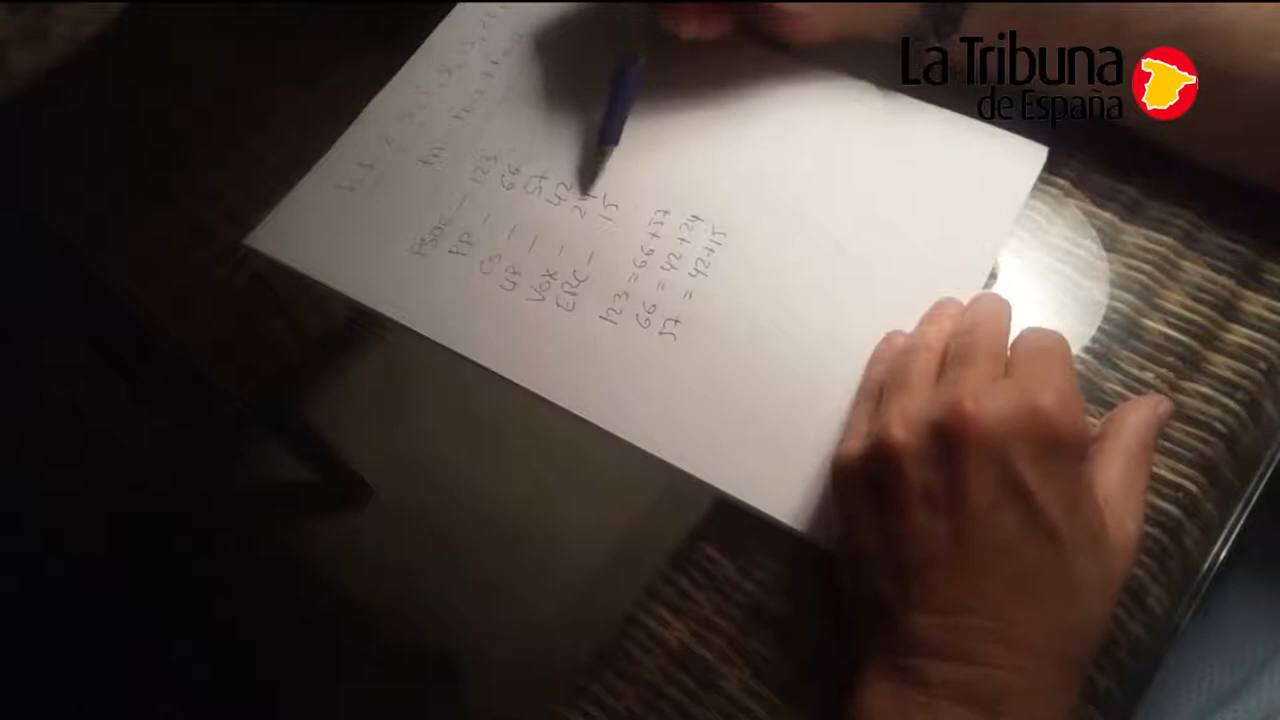 La Tribuna
de España
PSOE - 123
PP - 66
Cs - 57
UP - 42
VOX - 24
ERC - 15
123 = 66+57
66 = 42+24
57 = 42+15